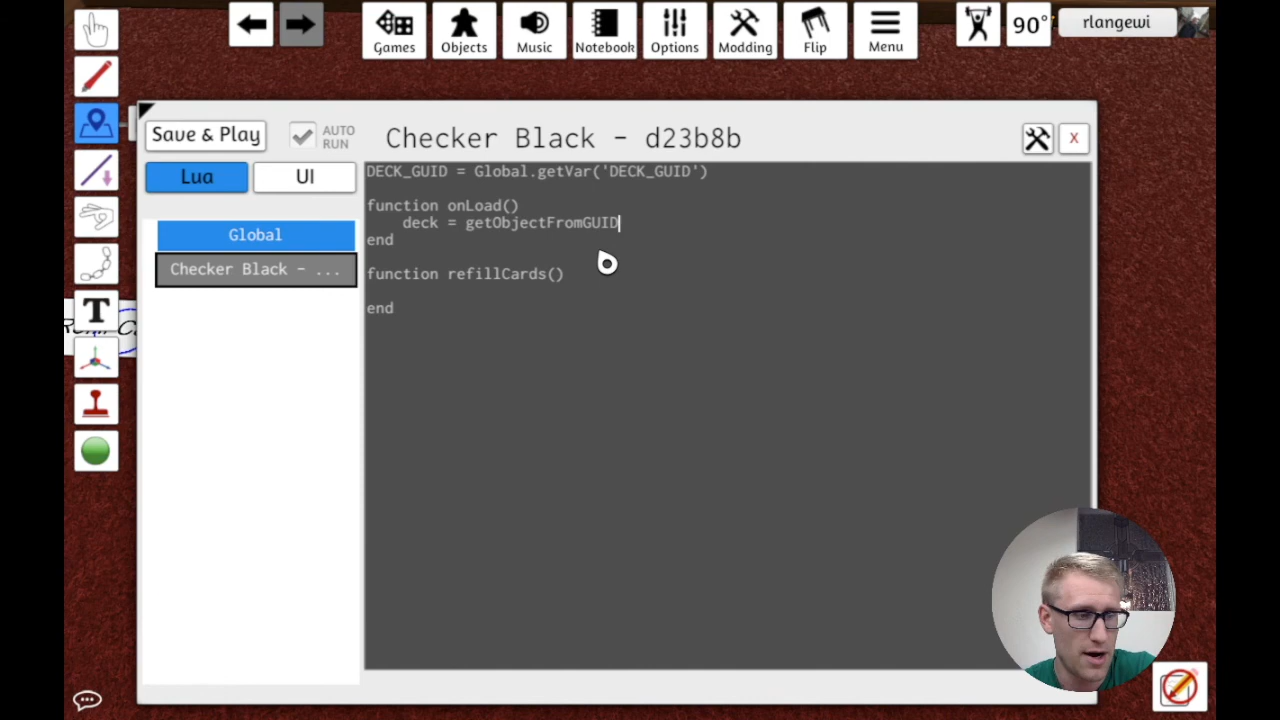 Games
Objects
Music
Notebook
Options
Modding
Flip
Menu
90°
rlangewi
Save & Play
AUTO RUN
Checker Black - d23b8b
X
Lua
UI
Global
Checker Black - ...
DECK_GUID = Global.getVar('DECK_GUID')
function onLoad()
deck = getObjectFromGUID
end
function refillCards()
end
T